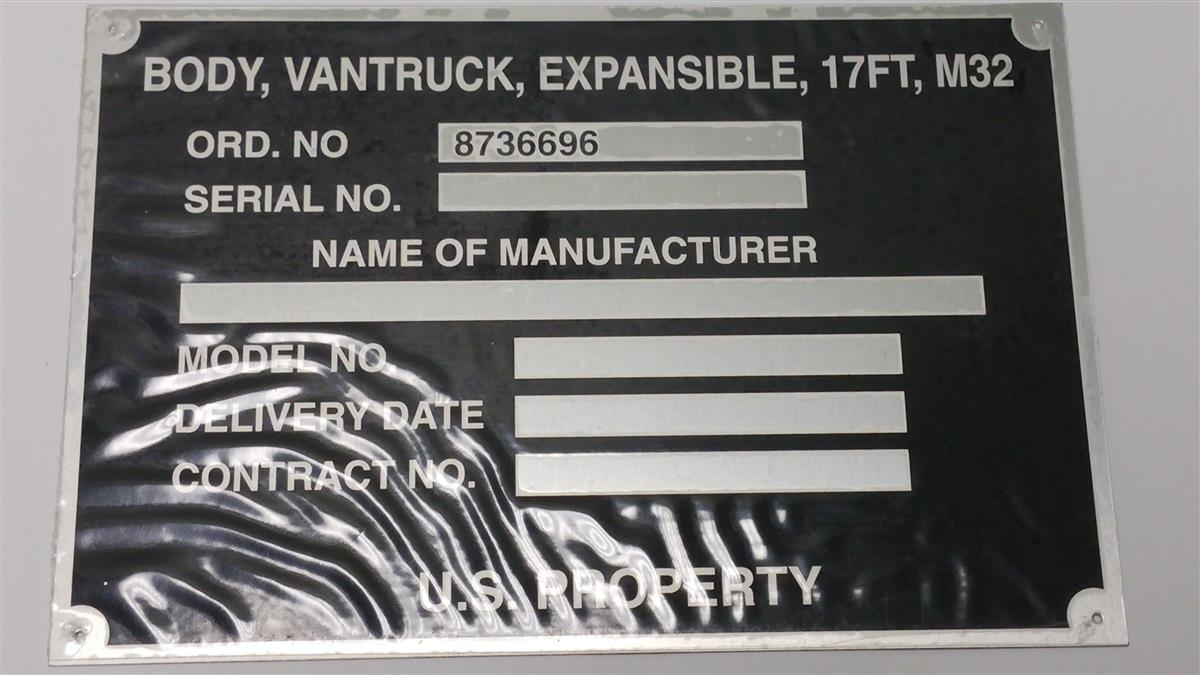 BODY, VANTRUCK, EXPANSIBLE, 17FT, M32
ORD. NO 8736696
SERIAL NO.
NAME OF MANUFACTURER
MODEL NO.
DELIVERY DATE
CONTRACT NO.
U.S. PROPERTY